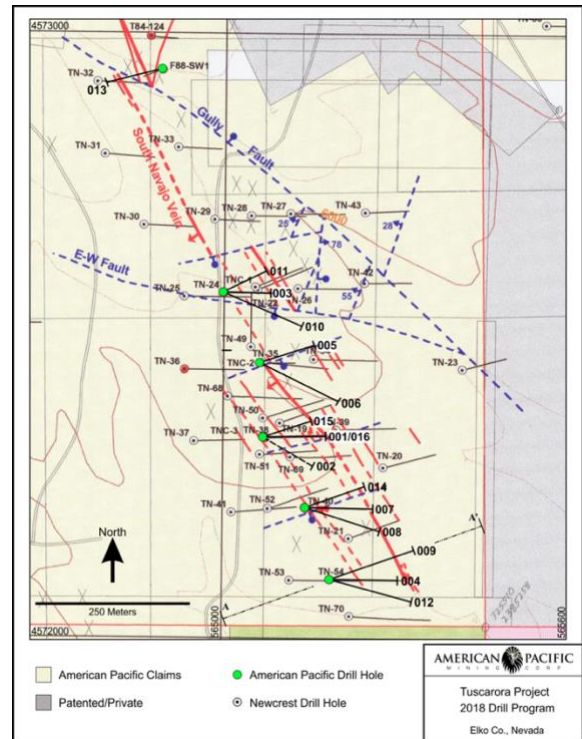 4573000
T84-124
F88-SW1
TN-32
013
Gully Fault
TN-33
TN-31
South Navajo Vein
TN-29
TN-28
TN-27
TN-43
TN-30
25
28
78
E-W Fault
011
TNC-1
TN-42
TN-24
003
TN-26
TN-25
55
010
TN-49
005
TN-35
TN-36
TNC-2
TN-23
TN-68
006
TN-50
015
TN-19
TNC-3
TN-38
001/016
TN-37
TN-51
TN-69
002
TN-20
014
TN-52
TN-40
TN-41
007
TN-21
008
009
A'
North
TN-53
TN-54
004
012
250 Meters
A
TN-70
4572000
565000
565600
American Pacific Claims
American Pacific Drill Hole
Patented/Private
Newcrest Drill Hole
AMERICAN PACIFIC
MINING CORP
Tuscarora Project
2018 Drill Program
Elko Co., Nevada